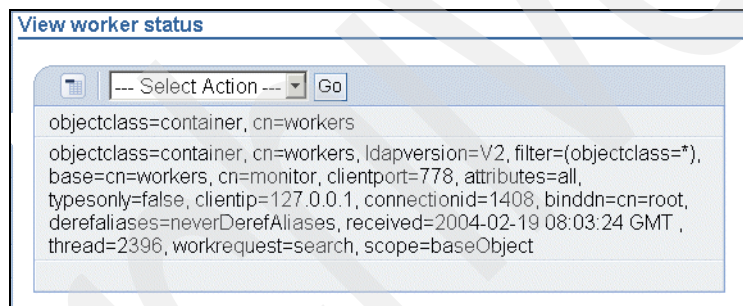 View worker status
--- Select Action --- Go
objectclass=container, cn=workers
objectclass=container, cn=workers, ldapversion=V2, filter=(objectclass=*),
base=cn=workers, cn=monitor, clientport=778, attributes=all,
typesonly=false, clientip=127.0.0.1, connectionid=1408, binddn=cn=root,
derefaliases=neverDerefAliases, received=2004-02-19 08:03:24 GMT ,
thread=2396, workrequest=search, scope=baseObject